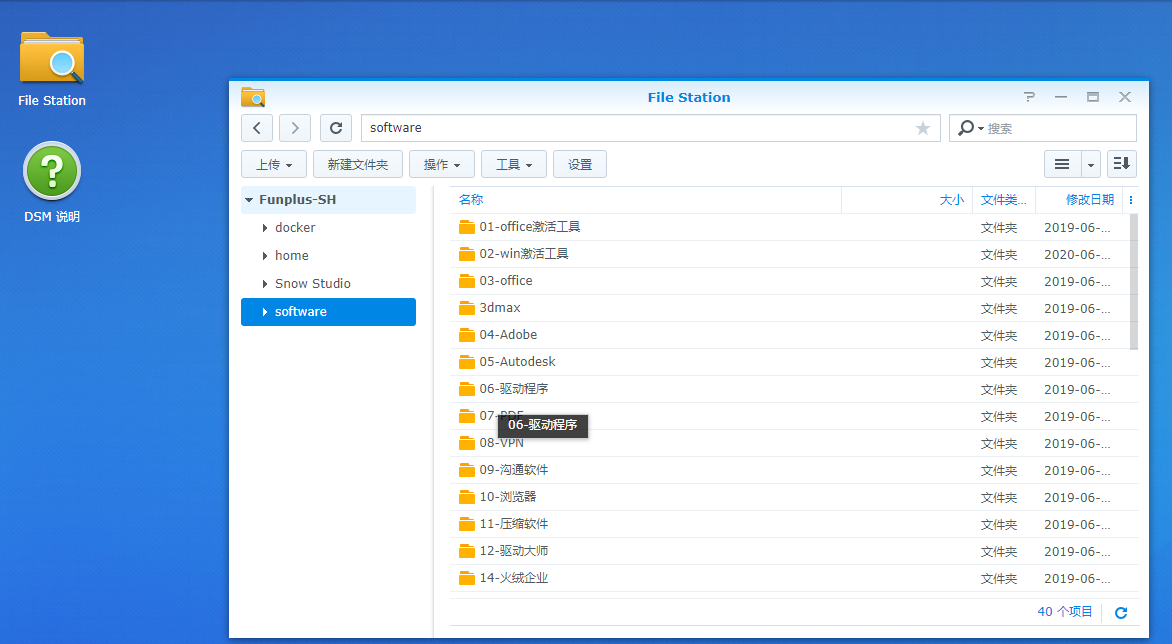 File Station
DSM 说明
File Station
software
搜索
上传 新建文件夹 操作 工具 设置
Funplus-SH
docker
home
Snow Studio
software
名称 大小 文件类... 修改日期
01-office激活工具 文件夹 2019-06-...
02-win激活工具 文件夹 2020-06-...
03-office 文件夹 2019-06-...
3dmax 文件夹 2019-06-...
04-Adobe 文件夹 2019-06-...
05-Autodesk 文件夹 2019-06-...
06-驱动程序 文件夹 2019-06-...
07-PDF 文件夹 2019-06-...
06-驱动程序
08-VPN 文件夹 2019-06-...
09-沟通软件 文件夹 2019-06-...
10-浏览器 文件夹 2019-06-...
11-压缩软件 文件夹 2019-06-...
12-驱动大师 文件夹 2019-06-...
14-火绒企业 文件夹 2019-06-...
40 个项目